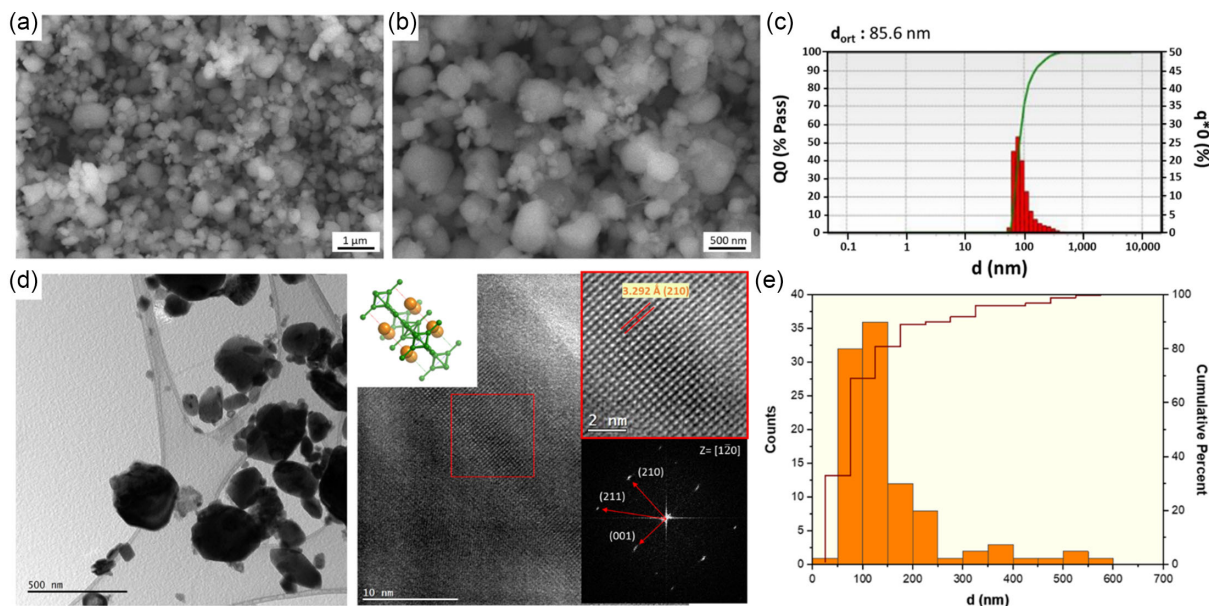 (a)
1 µm
(b)
500 nm
(c)
dort : 85.6 nm
100
90
80
70
60
50
40
30
20
10
0
Q0 (% Pass)
50
45
40
35
30
25
20
15
10
5
0
q*0 (%)
0.1
1
10
100
1,000
10,000
d (nm)
(d)
500 nm
10 nm
3.292 Å (210)
2 nm
Z= [12̄0]
(210)
(211)
(001)
(e)
40
35
30
25
20
15
10
5
0
Counts
100
80
60
40
20
0
Cumulative Percent
0
100
200
300
400
500
600
700
d (nm)